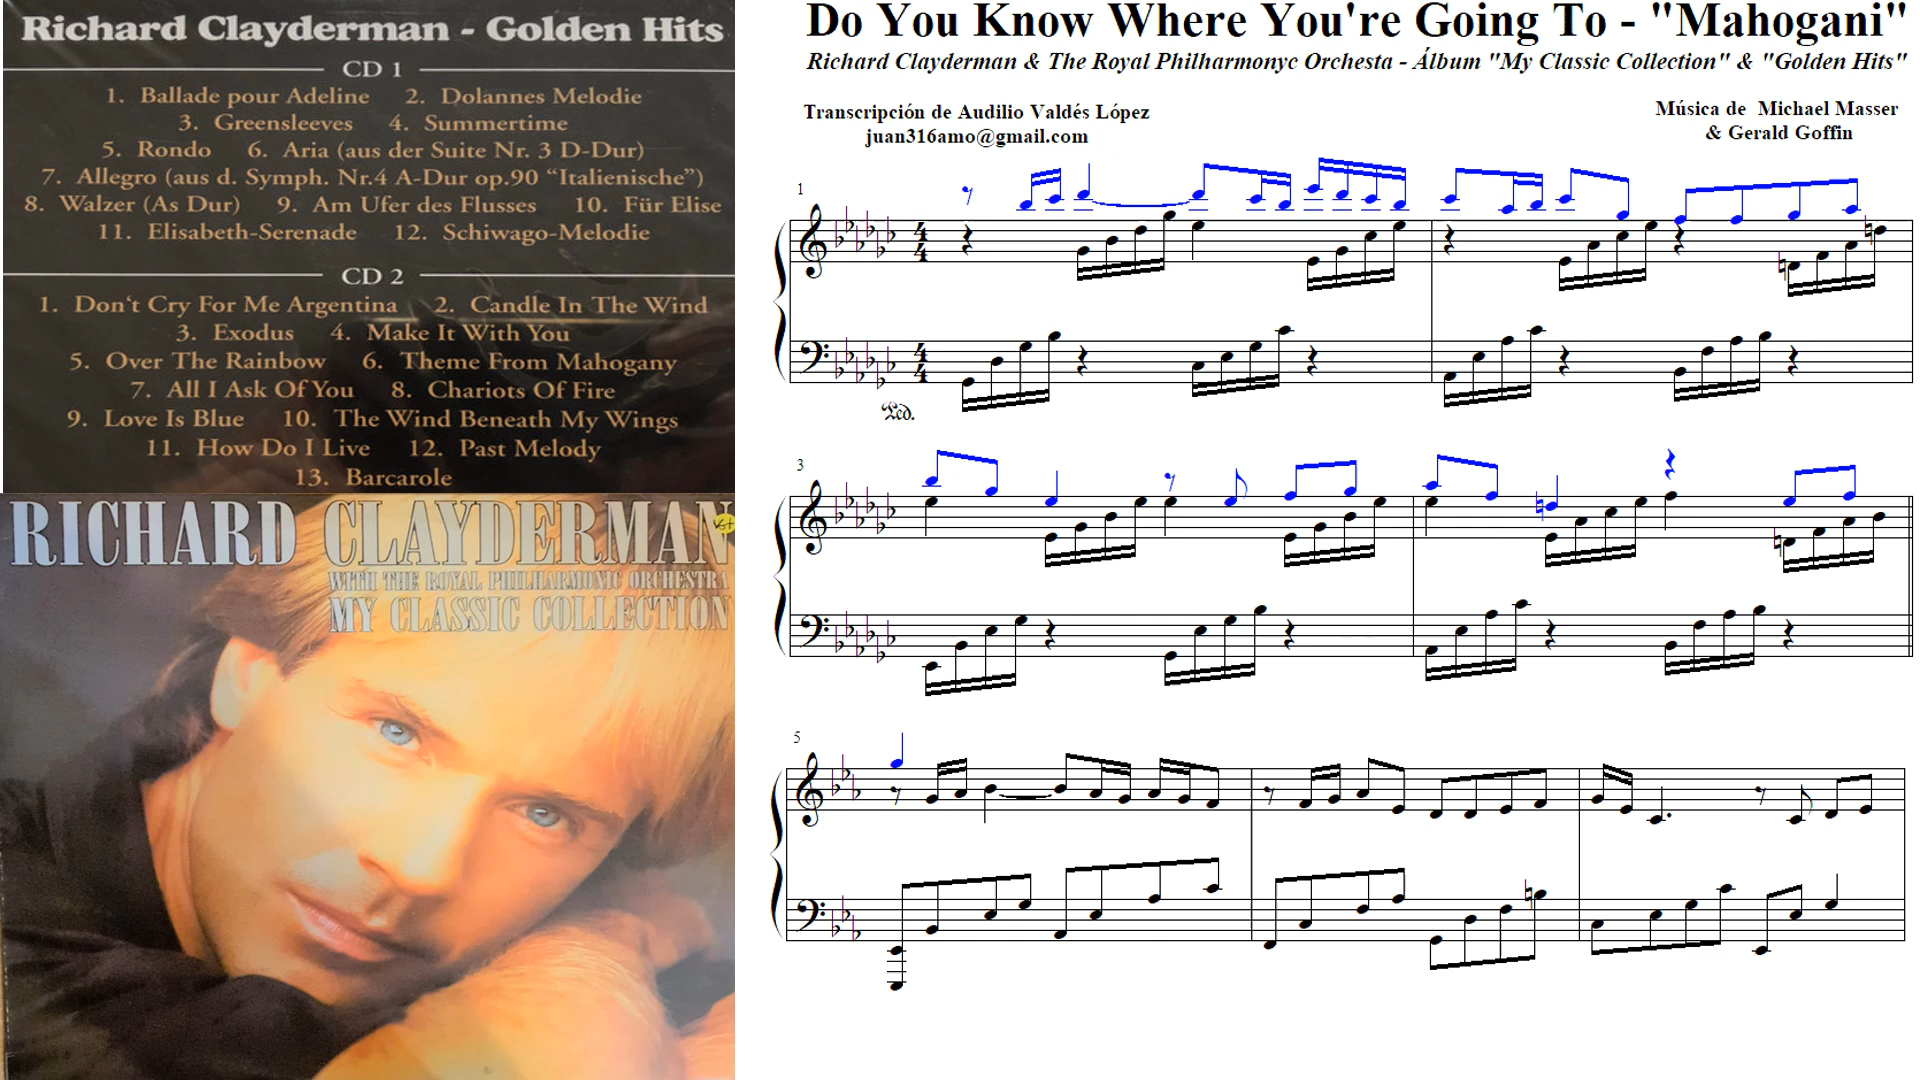 Richard Clayderman - Golden Hits
CD 1
1. Ballade pour Adeline 2. Dolannes Melodie
3. Greensleeves 4. Summertime
5. Rondo 6. Aria (aus der Suite Nr. 3 D-Dur)
7. Allegro (aus d. Symph. Nr.4 A-Dur op.90 “Italienische”)
8. Walzer (As Dur) 9. Am Ufer des Flusses 10. Für Elise
11. Elisabeth-Serenade 12. Schiwago-Melodie
CD 2
1. Don‘t Cry For Me Argentina 2. Candle In The Wind
3. Exodus 4. Make It With You
5. Over The Rainbow 6. Theme From Mahogany
7. All I Ask Of You 8. Chariots Of Fire
9. Love Is Blue 10. The Wind Beneath My Wings
11. How Do I Live 12. Past Melody
13. Barcarole
RICHARD CLAYDERMAN
WITH THE ROYAL PHILHARMONIC ORCHESTRA
MY CLASSIC COLLECTION
Do You Know Where You're Going To - "Mahogani"
Richard Clayderman & The Royal Philharmonyc Orchesta - Álbum "My Classic Collection" & "Golden Hits"
Transcripción de Audilio Valdés López
juan316amo@gmail.com
Música de Michael Masser
& Gerald Goffin
1
4
4
4
4
Ped.
3
5